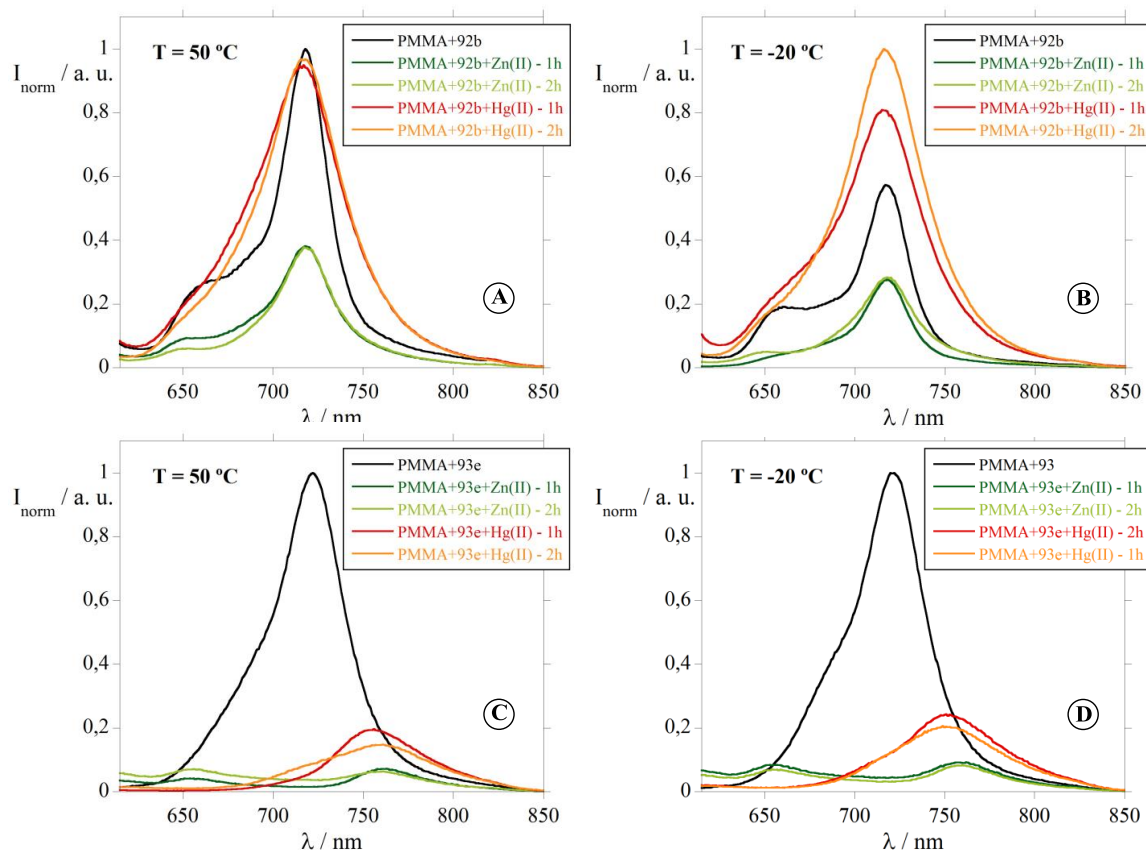 T = 50 ºC
I norm / a. u.
PMMA+92b
PMMA+92b+Zn(II) - 1h
PMMA+92b+Zn(II) - 2h
PMMA+92b+Hg(II) - 1h
PMMA+92b+Hg(II) - 2h
1
0,8
0,6
0,4
0,2
0
A
650 700 750 800 850
λ / nm
T = -20 ºC
I norm / a. u.
PMMA+92b
PMMA+92b+Zn(II) - 1h
PMMA+92b+Zn(II) - 2h
PMMA+92b+Hg(II) - 1h
PMMA+92b+Hg(II) - 2h
1
0,8
0,6
0,4
0,2
0
B
650 700 750 800 850
λ / nm
T = 50 ºC
I norm / a. u.
PMMA+93e
PMMA+93e+Zn(II) - 1h
PMMA+93e+Zn(II) - 2h
PMMA+93e+Hg(II) - 1h
PMMA+93e+Hg(II) - 2h
1
0,8
0,6
0,4
0,2
0
C
650 700 750 800 850
λ / nm
T = -20 ºC
I norm / a. u.
PMMA+93
PMMA+93e+Zn(II) - 1h
PMMA+93e+Zn(II) - 2h
PMMA+93e+Hg(II) - 2h
PMMA+93e+Hg(II) - 1h
1
0,8
0,6
0,4
0,2
0
D
650 700 750 800 850
λ / nm